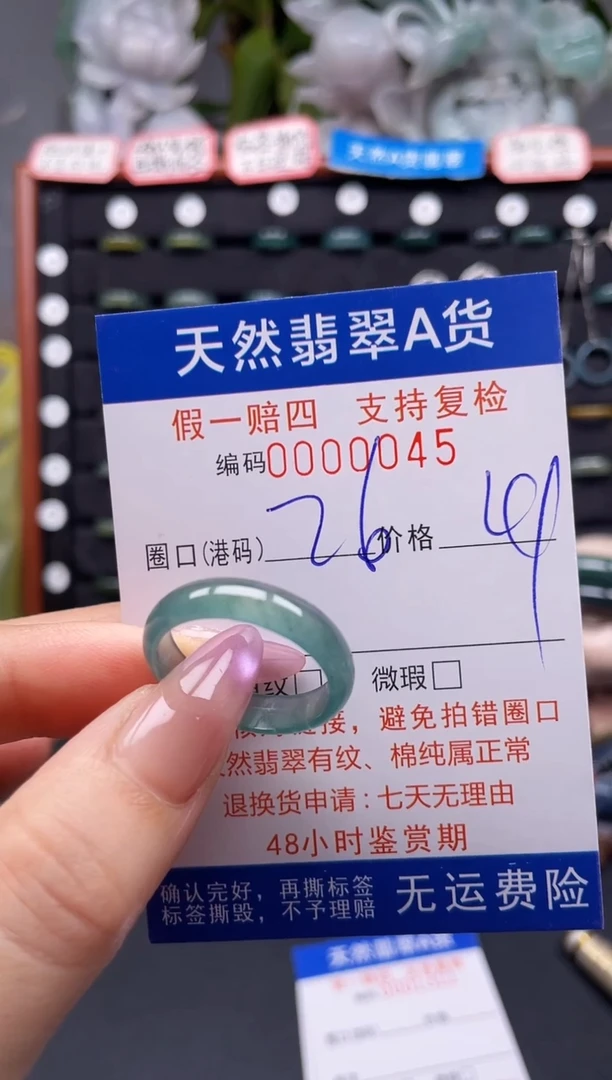 天然翡翠A货
假一赔四 支持复检
编码0000045
圈口(港码) 26 价格
纹□ 微瑕□
链接，避免拍错圈口
然翡翠有纹、棉纯属正常
退换货申请：七天无理由
48小时鉴赏期
确认完好，再撕标签
标签撕毁，不予理赔
无运费险